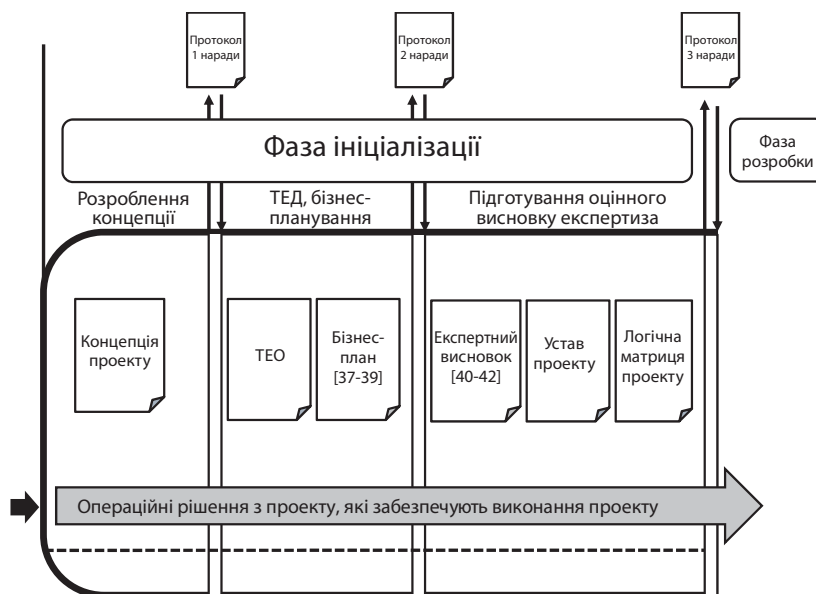 Протокол
1 наради
Протокол
2 наради
Протокол
3 наради
Фаза ініціалізації
Фаза
розробки
Розроблення
концепції
ТЕД, бізнес-
планування
Підготування оцінного
висновку експертиза
Концепція
проекту
ТЕО
Бізнес-
план
[37-39]
Експертний
висновок
[40-42]
Устав
проекту
Логічна
матриця
проекту
Операційні рішення з проекту, які забезпечують виконання проекту